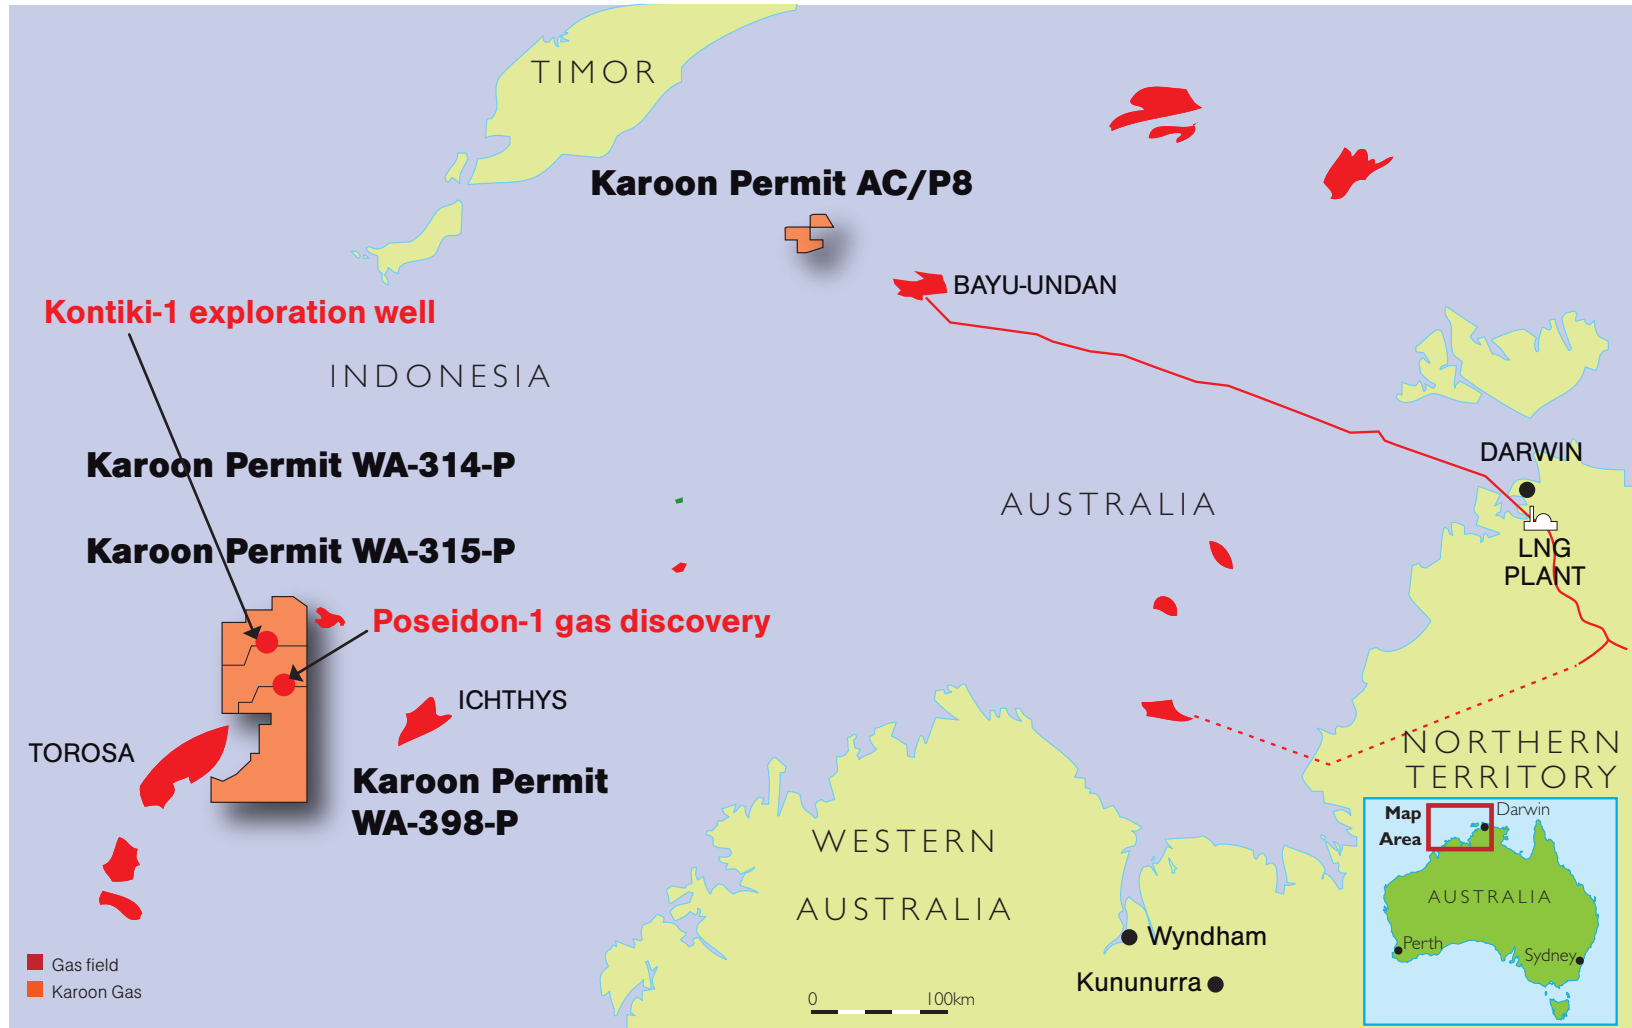 TIMOR
Karoon Permit AC/P8
BAYU-UNDAN
Kontiki-1 exploration well
INDONESIA
Karoon Permit WA-314-P
DARWIN
AUSTRALIA
Karoon Permit WA-315-P
LNG
PLANT
Poseidon-1 gas discovery
ICHTHYS
TOROSA
NORTHERN
TERRITORY
Karoon Permit
WA-398-P
WESTERN
AUSTRALIA
Wyndham
Kununurra
Gas field
Karoon Gas
0 100km
Map
Area
Darwin
AUSTRALIA
Perth
Sydney